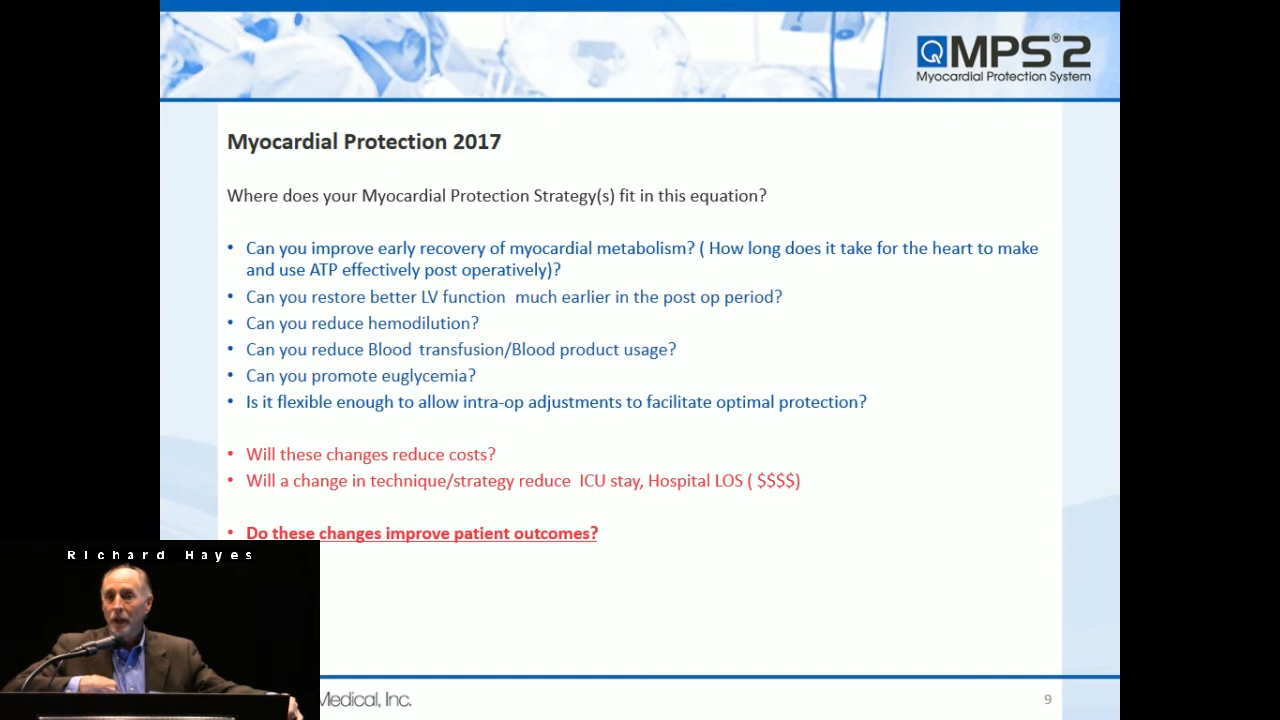 MPS®2
Myocardial Protection System
Myocardial Protection 2017
Where does your Myocardial Protection Strategy(s) fit in this equation?
• Can you improve early recovery of myocardial metabolism? ( How long does it take for the heart to make
and use ATP effectively post operatively)?
• Can you restore better LV function much earlier in the post op period?
• Can you reduce hemodilution?
• Can you reduce Blood transfusion/Blood product usage?
• Can you promote euglycemia?
• Is it flexible enough to allow intra-op adjustments to facilitate optimal protection?
• Will these changes reduce costs?
• Will a change in technique/strategy reduce ICU stay, Hospital LOS ( $$$$)
• Do these changes improve patient outcomes?
Richard Hayes
Medical, Inc.
9